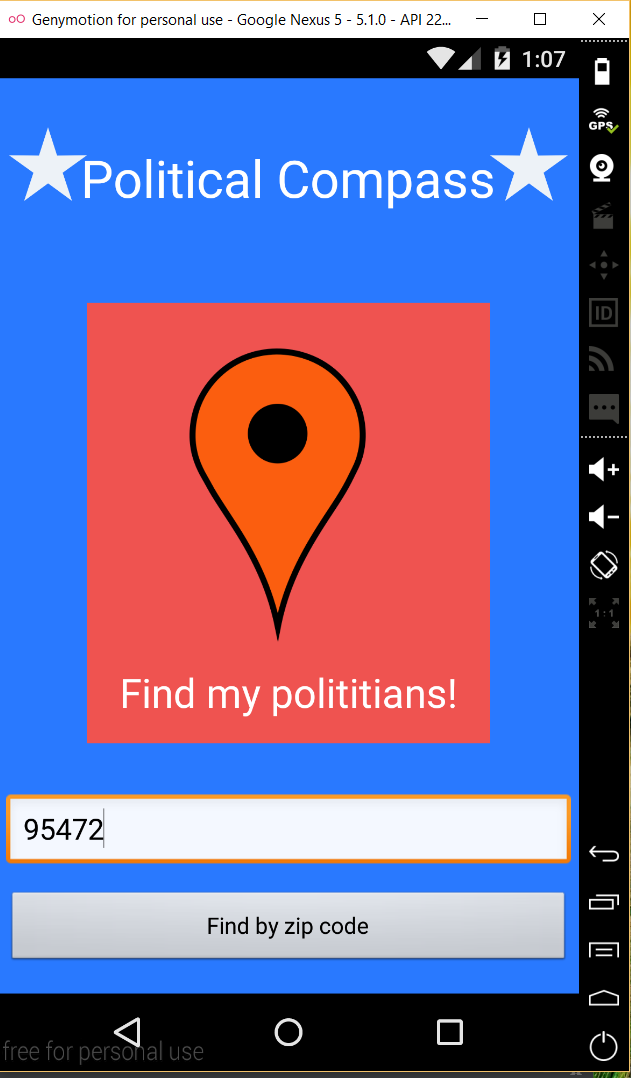 Genymotion for personal use - Google Nexus 5 - 5.1.0 - API 22...
1:07
GPS
Political Compass
ID
1:1
Find my polititians!
95472
Find by zip code
free for personal use